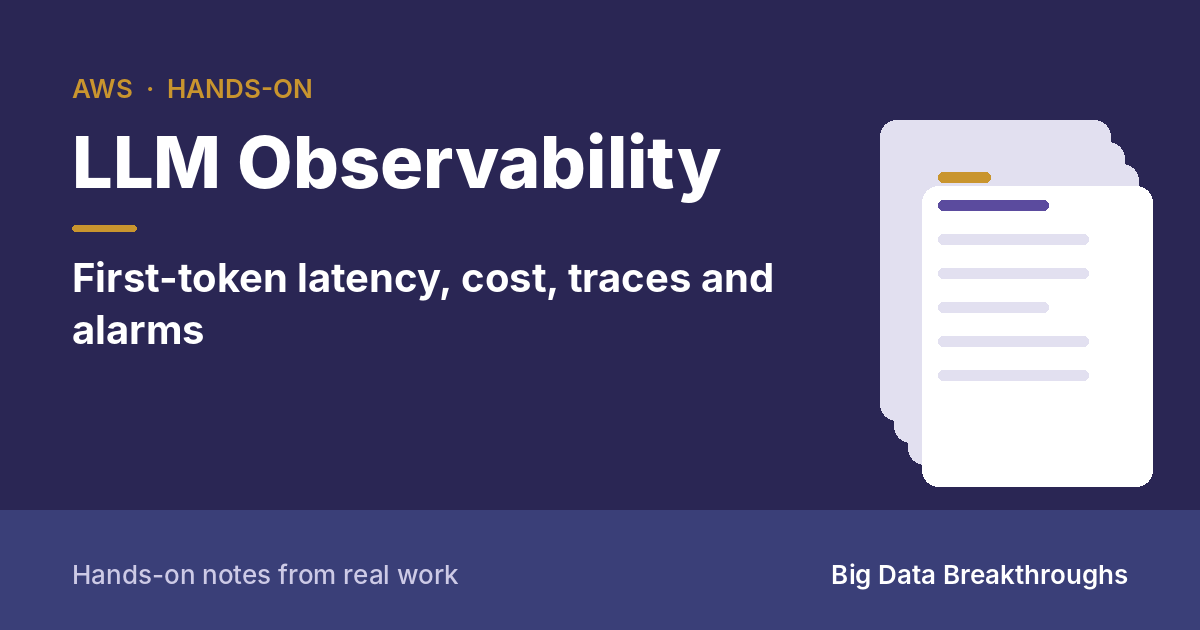 AWS · HANDS-ON
LLM Observability
First-token latency, cost, traces and
alarms
Hands-on notes from real work
Big Data Breakthroughs